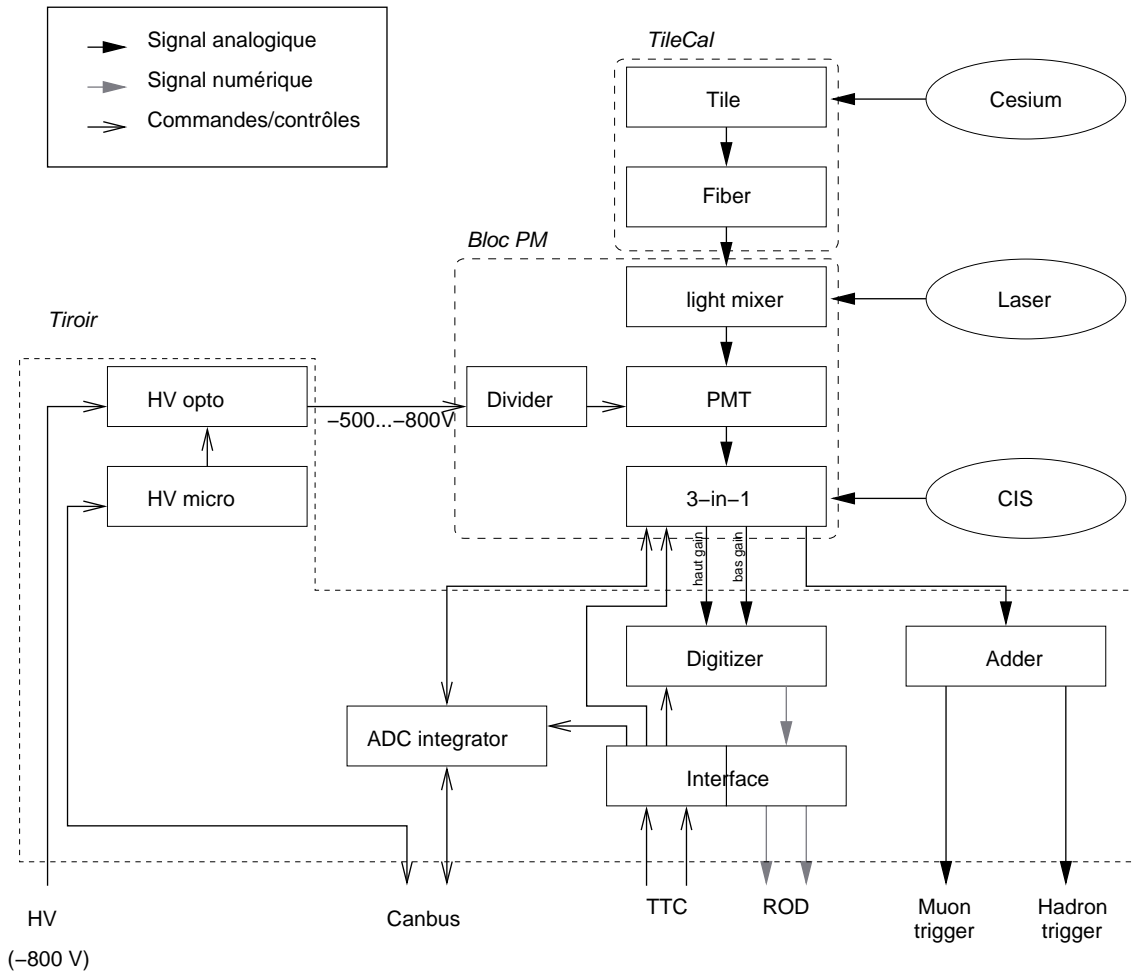 Signal analogique
Signal numérique
Commandes/contrôles
TileCal
Tile
Cesium
Fiber
Bloc PM
light mixer
Laser
Tiroir
HV opto
−500...−800V
Divider
PMT
HV micro
3−in−1
CIS
haut gain
bas gain
Digitizer
Adder
ADC integrator
Interface
HV
(−800 V)
Canbus
TTC
ROD
Muon
trigger
Hadron
trigger